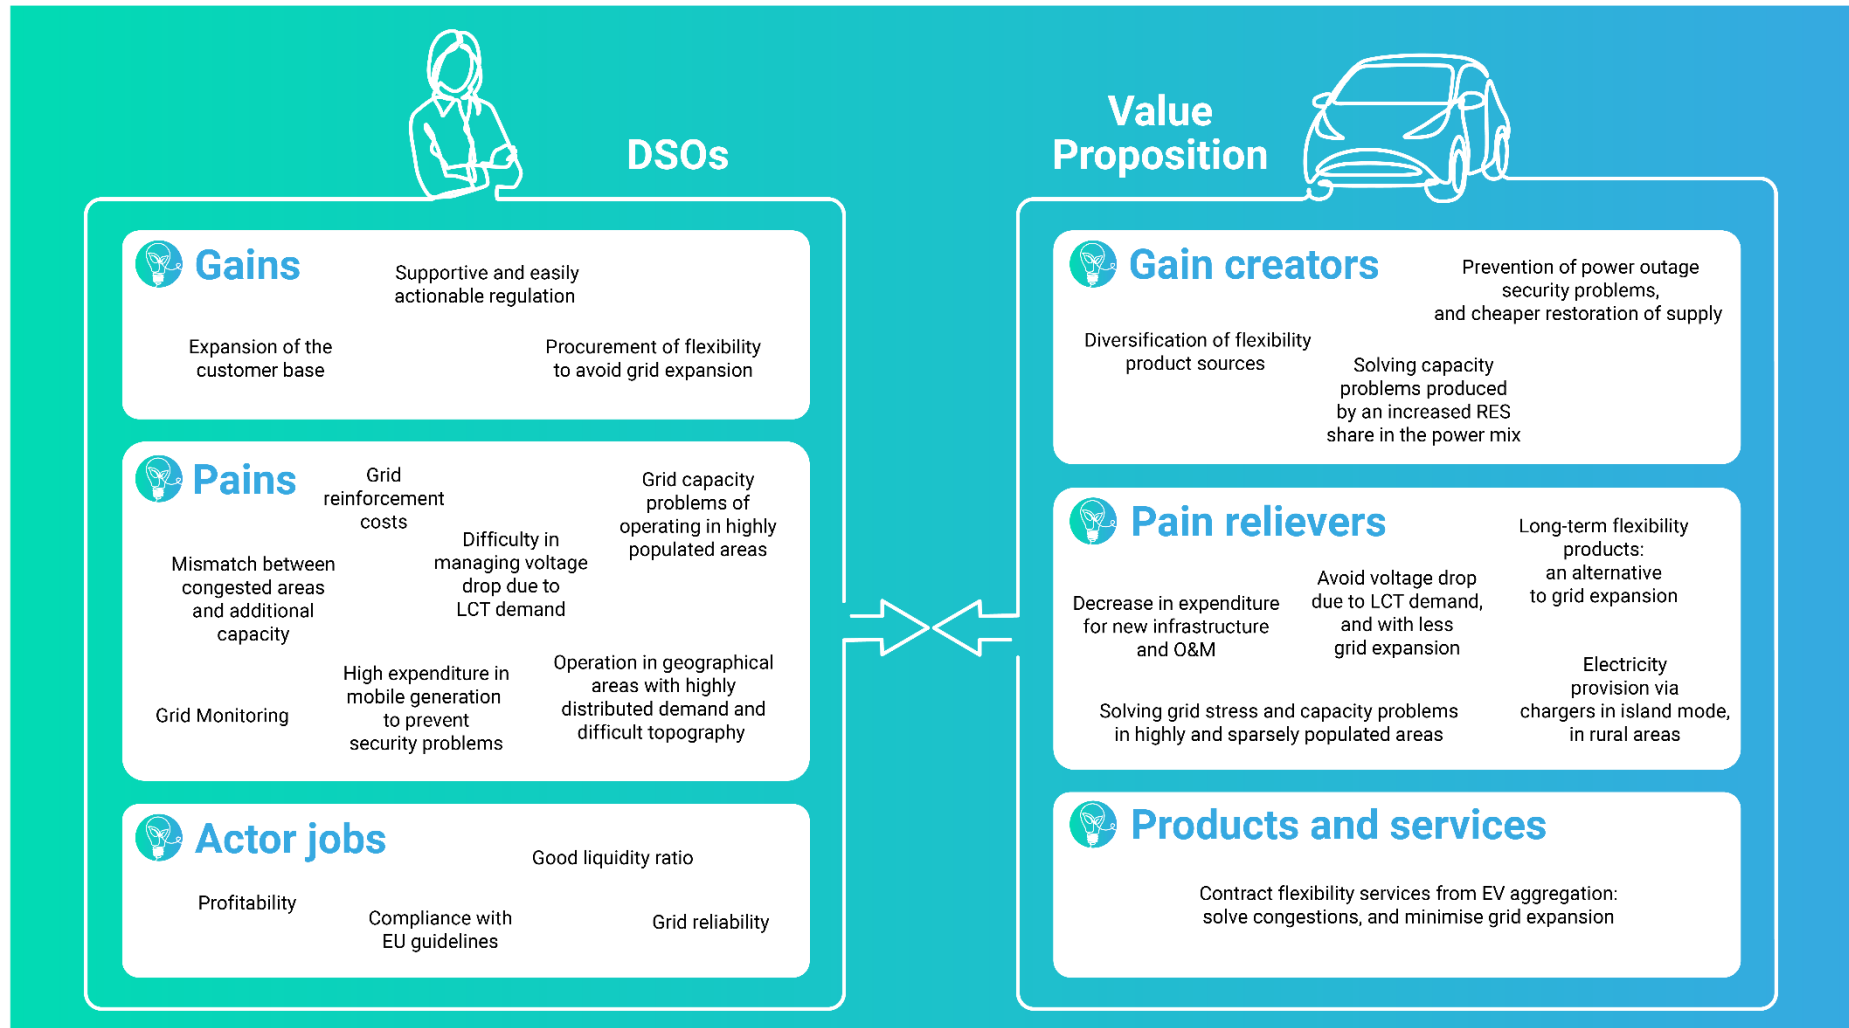 DSOs
Gains
Supportive and easily
actionable regulation
Expansion of the
customer base
Procurement of flexibility
to avoid grid expansion
Pains
Grid
reinforcement
costs
Grid capacity
problems of
operating in highly
populated areas
Difficulty in
managing voltage
drop due to
LCT demand
Mismatch between
congested areas
and additional
capacity
Grid Monitoring
High expenditure in
mobile generation
to prevent
security problems
Operation in geographical
areas with highly
distributed demand and
difficult topography
Actor jobs
Good liquidity ratio
Profitability
Compliance with
EU guidelines
Grid reliability
Value
Proposition
Gain creators
Prevention of power outage
security problems,
and cheaper restoration of supply
Diversification of flexibility
product sources
Solving capacity
problems produced
by an increased RES
share in the power mix
Pain relievers
Long-term flexibility
products:
an alternative
to grid expansion
Avoid voltage drop
due to LCT demand,
and with less
grid expansion
Decrease in expenditure
for new infrastructure
and O&M
Electricity
provision via
chargers in island mode,
in rural areas
Solving grid stress and capacity problems
in highly and sparsely populated areas
Products and services
Contract flexibility services from EV aggregation:
solve congestions, and minimise grid expansion